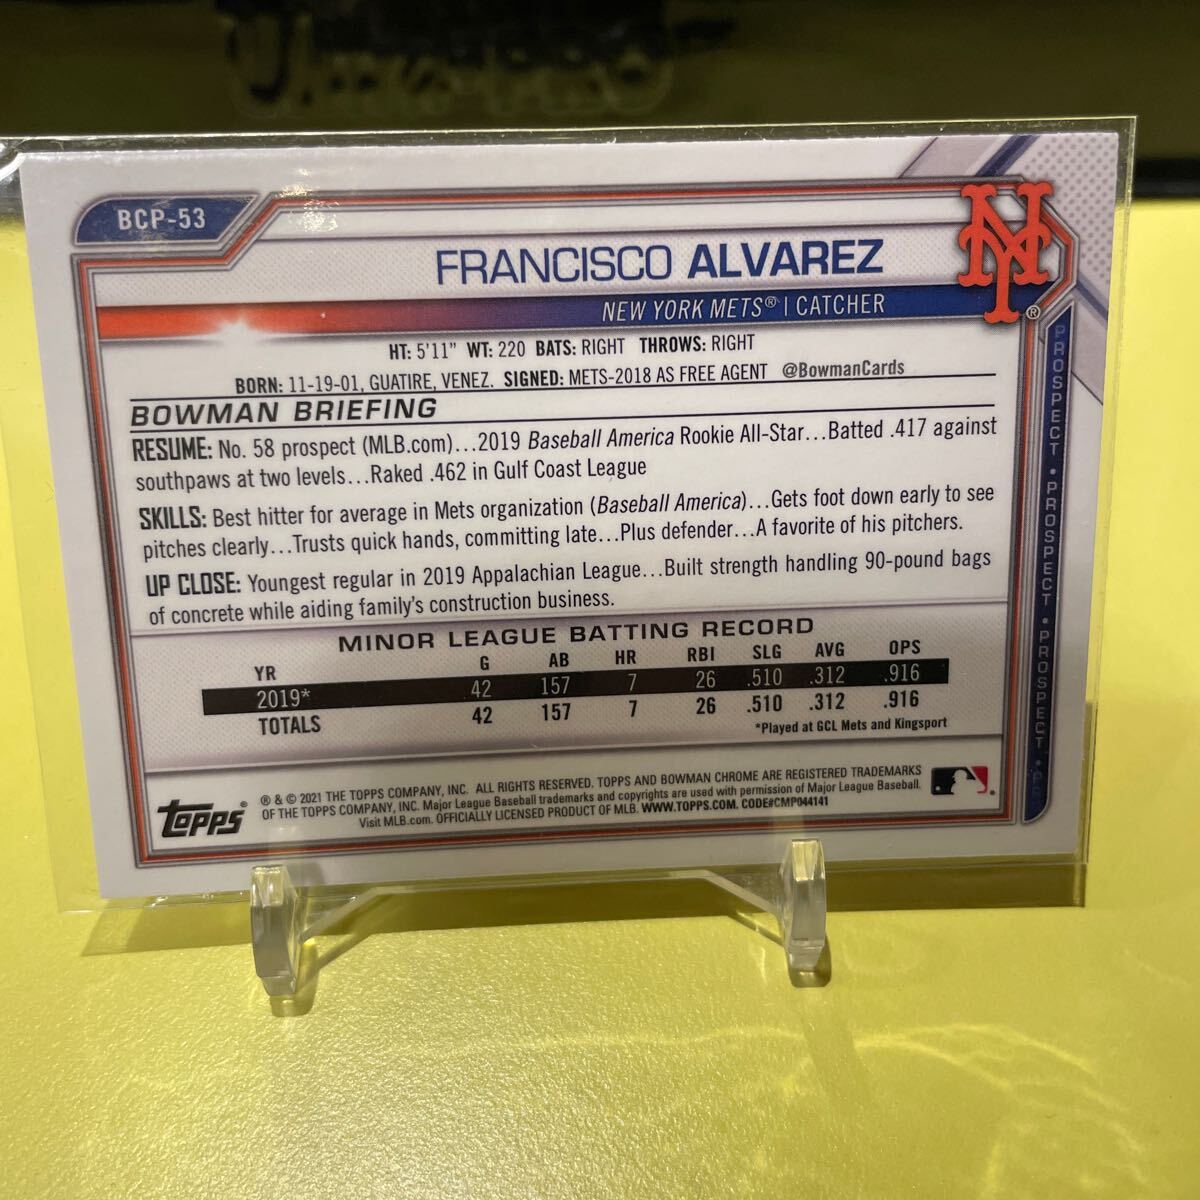 BCP-53
FRANCISCO ALVAREZ
NEW YORK METS® | CATCHER
NY ®
HT: 5'11" WT: 220 BATS: RIGHT THROWS: RIGHT
BORN: 11-19-01, GUATIRE, VENEZ. SIGNED: METS-2018 AS FREE AGENT @BowmanCards
BOWMAN BRIEFING
RESUME: No. 58 prospect (MLB.com)...2019 Baseball America Rookie All-Star...Batted .417 against
southpaws at two levels...Raked .462 in Gulf Coast League
SKILLS: Best hitter for average in Mets organization (Baseball America)...Gets foot down early to see
pitches clearly...Trusts quick hands, committing late...Plus defender...A favorite of his pitchers.
UP CLOSE: Youngest regular in 2019 Appalachian League...Built strength handling 90-pound bags
of concrete while aiding family's construction business.
MINOR LEAGUE BATTING RECORD
YR G AB HR RBI SLG AVG OPS
2019* 42 157 7 26 .510 .312 .916
TOTALS 42 157 7 26 .510 .312 .916
*Played at GCL Mets and Kingsport
TOPPS®
® & © 2021 THE TOPPS COMPANY, INC. ALL RIGHTS RESERVED. TOPPS AND BOWMAN CHROME ARE REGISTERED TRADEMARKS
OF THE TOPPS COMPANY, INC. Major League Baseball trademarks and copyrights are used with permission of Major League Baseball.
Visit MLB.com. OFFICIALLY LICENSED PRODUCT OF MLB. WWW.TOPPS.COM. CODE#CMP044141
PROSPECT • PROSPECT • PROSPECT • PR